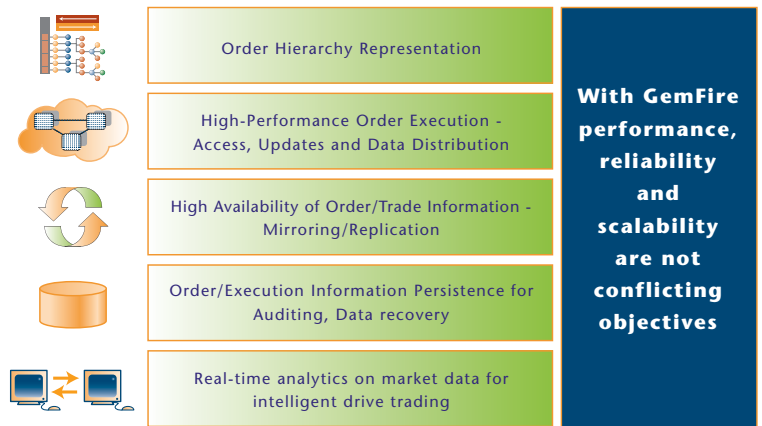 Order Hierarchy Representation
High-Performance Order Execution -
Access, Updates and Data Distribution
High Availability of Order/Trade Information -
Mirroring/Replication
Order/Execution Information Persistence for
Auditing, Data recovery
Real-time analytics on market data for
intelligent drive trading
With GemFire
performance,
reliability
and
scalability
are not
conflicting
objectives